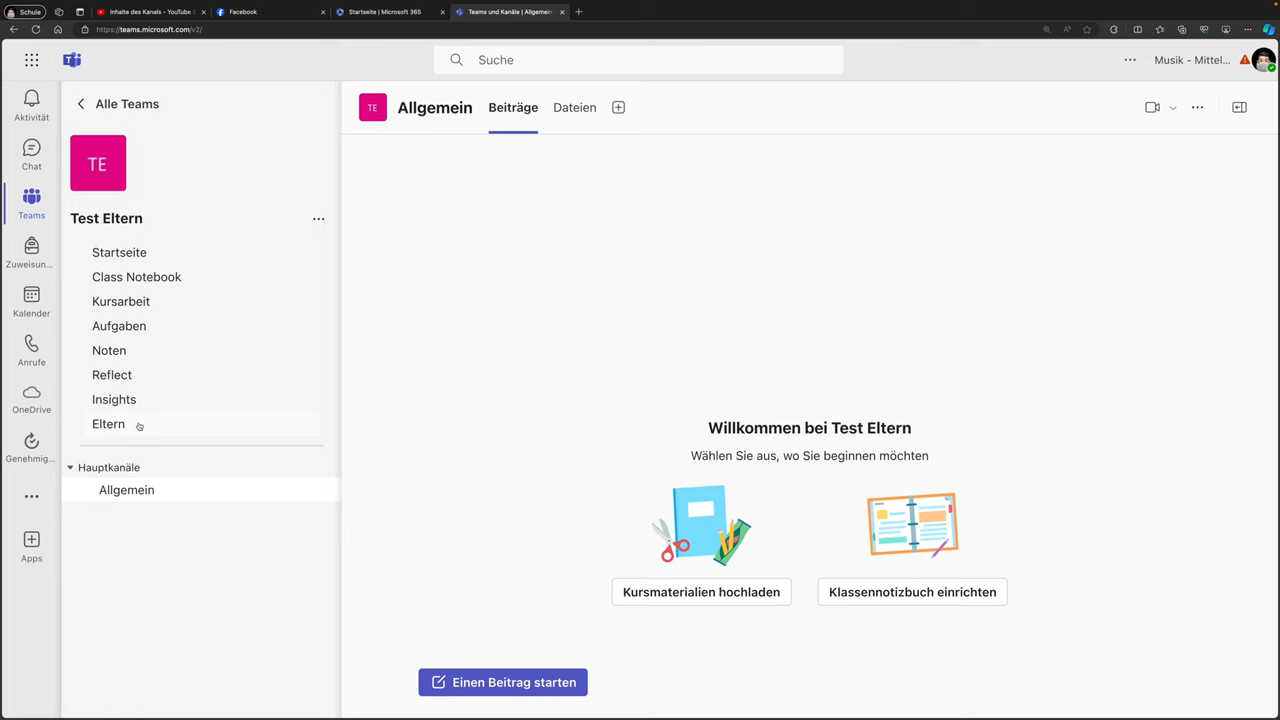 Schule
Inhalte des Kanals - YouTube
Facebook
Startseite | Microsoft 365
Teams und Kanäle | Allgemein
https://teams.microsoft.com/v2/
Suche
Musik - Mittel...
Aktivität
Chat
Teams
Zuweisun...
Kalender
Anrufe
OneDrive
Genehmig...
Apps
Alle Teams
TE
Test Eltern
Startseite
Class Notebook
Kursarbeit
Aufgaben
Noten
Reflect
Insights
Eltern
Hauptkanäle
Allgemein
TE
Allgemein
Beiträge
Dateien
Willkommen bei Test Eltern
Wählen Sie aus, wo Sie beginnen möchten
Kursmaterialien hochladen
Klassennotizbuch einrichten
Einen Beitrag starten